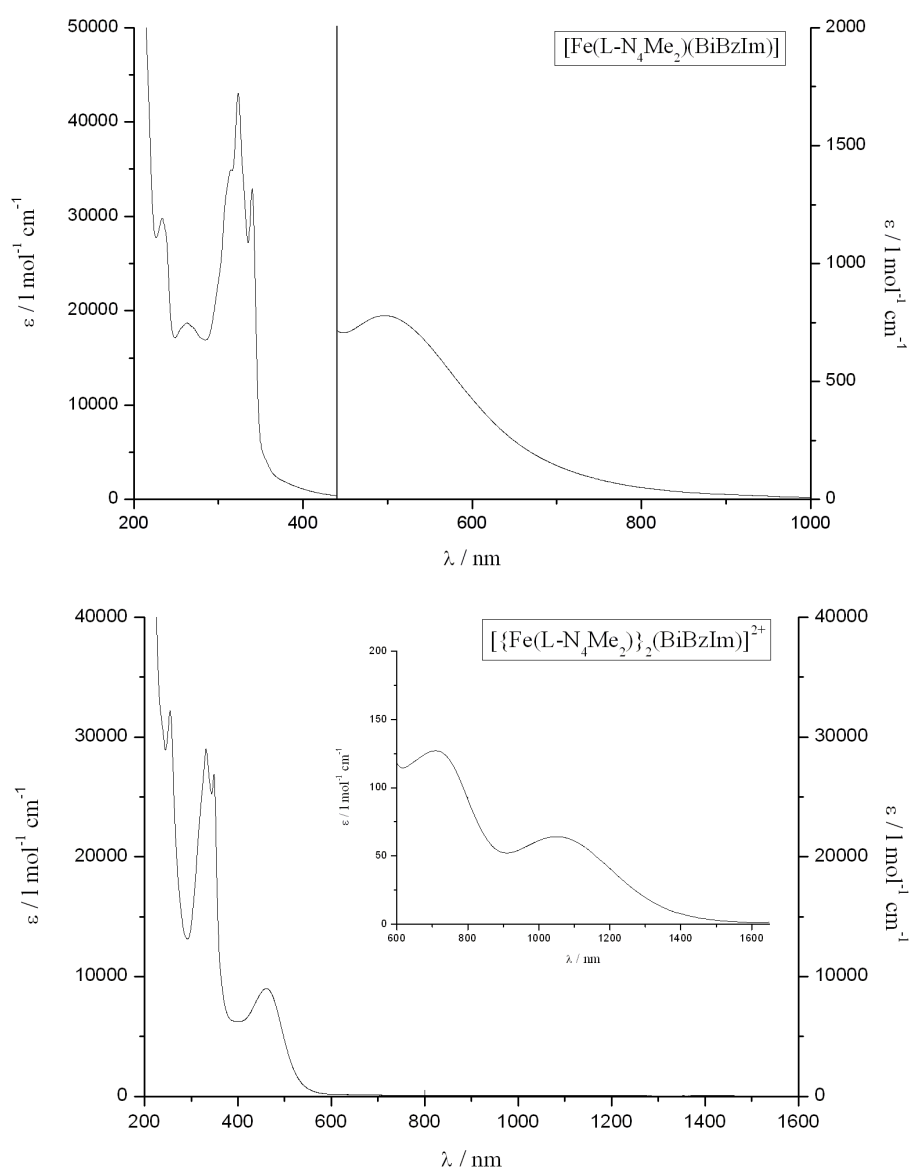 [Fe(L-N₄Me₂)(BiBzIm)]
50000
40000
30000
20000
10000
0
ε / l mol⁻¹ cm⁻¹
2000
1500
1000
500
0
ε / l mol⁻¹ cm⁻¹
200 400 600 800 1000
λ / nm
[{Fe(L-N₄Me₂)}₂(BiBzIm)]²⁺
40000
30000
20000
10000
0
ε / l mol⁻¹ cm⁻¹
200
150
100
50
0
ε / l mol⁻¹ cm⁻¹
600 800 1000 1200 1400 1600
λ / nm
40000
30000
20000
10000
0
ε / l mol⁻¹ cm⁻¹
200 400 600 800 1000 1200 1400 1600
λ / nm